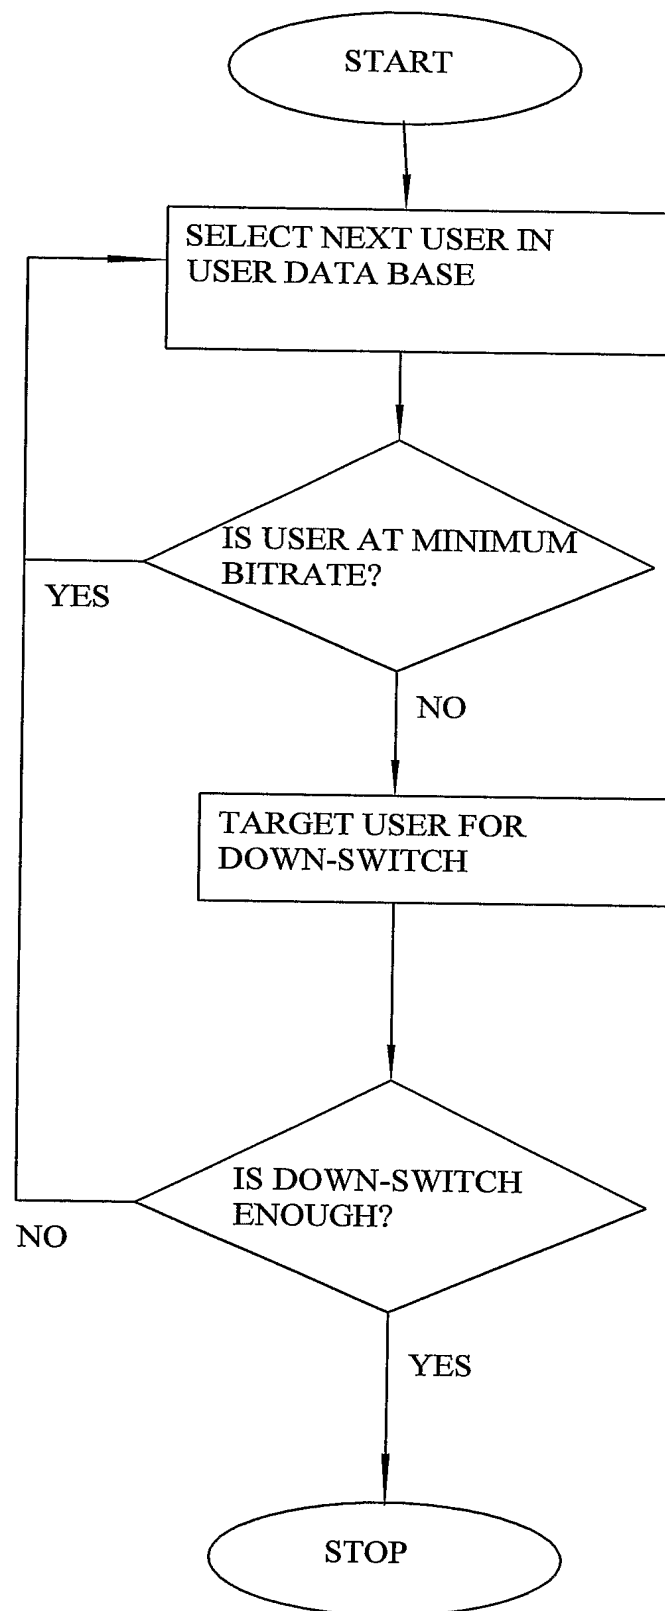 START
SELECT NEXT USER IN
USER DATA BASE
IS USER AT MINIMUM
BITRATE?
YES
NO
TARGET USER FOR
DOWN-SWITCH
IS DOWN-SWITCH
ENOUGH?
NO
YES
STOP